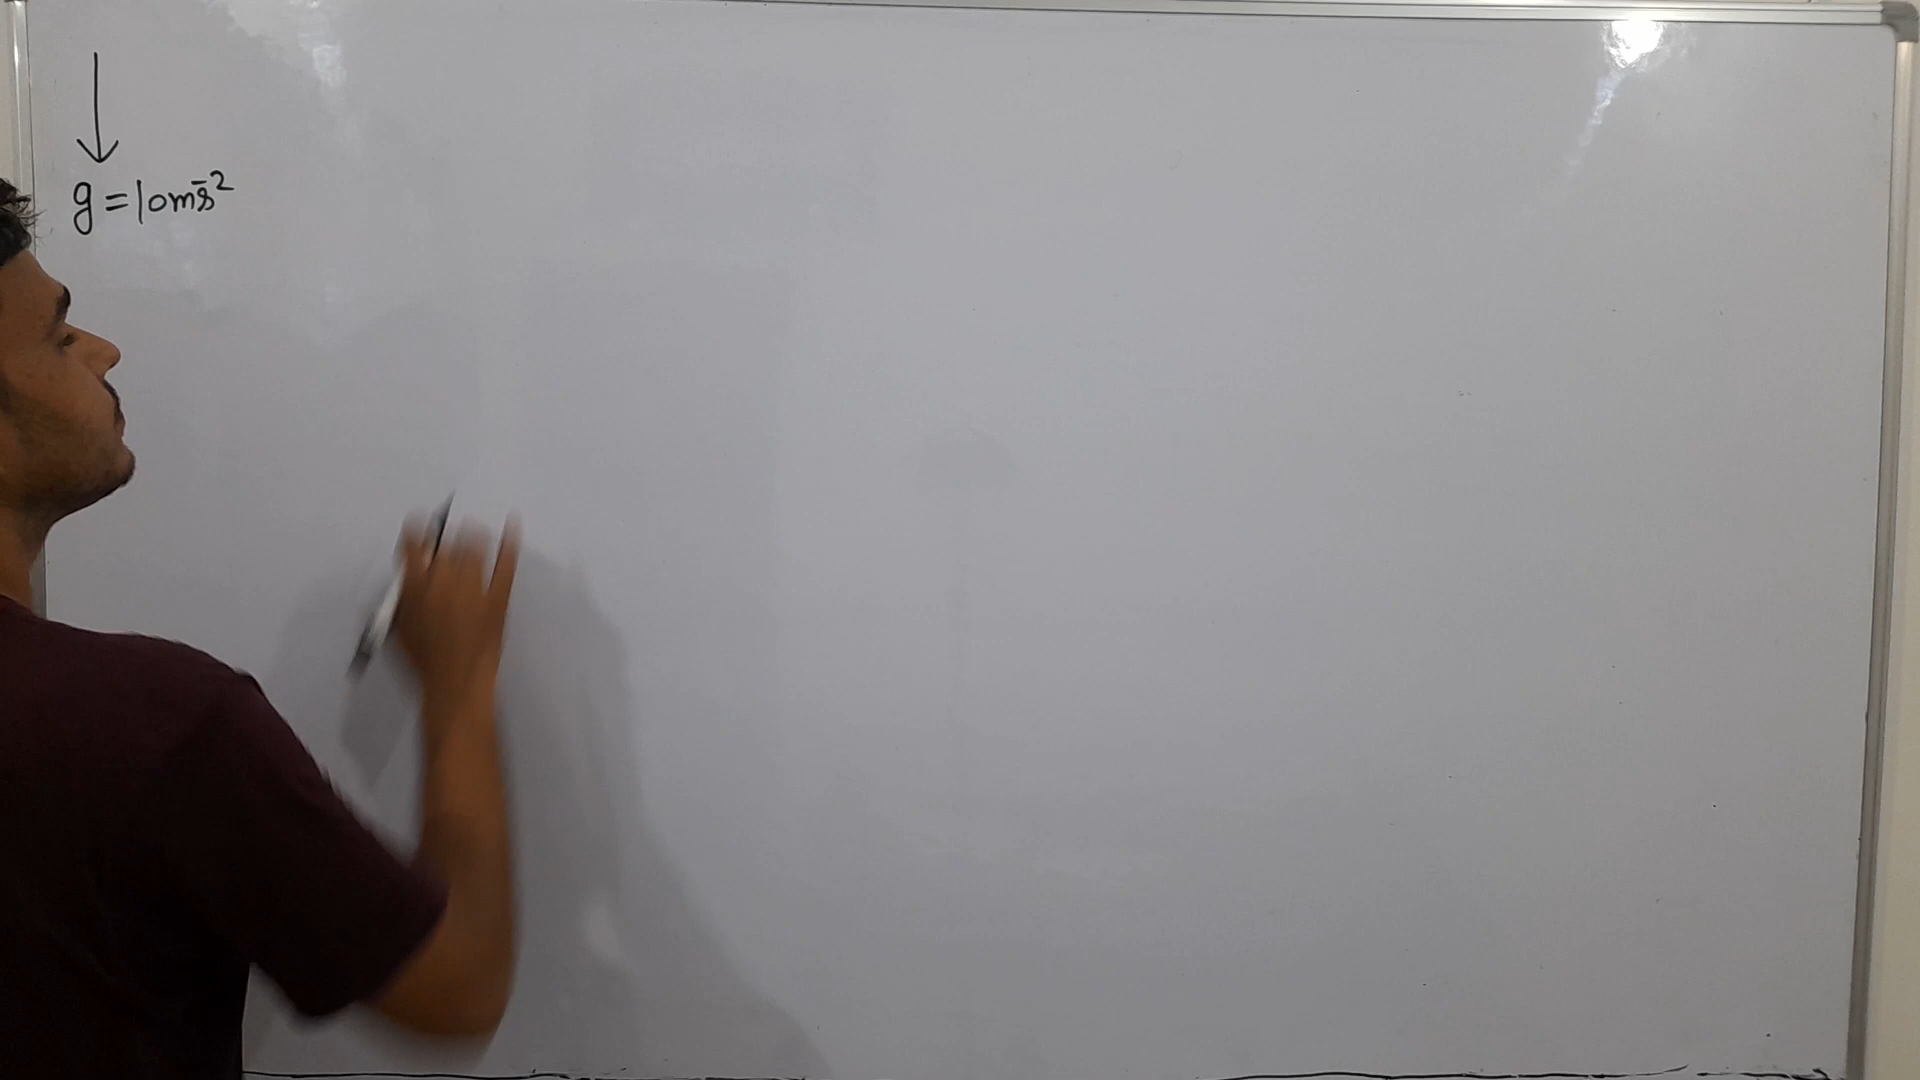 g = 10ms⁻²